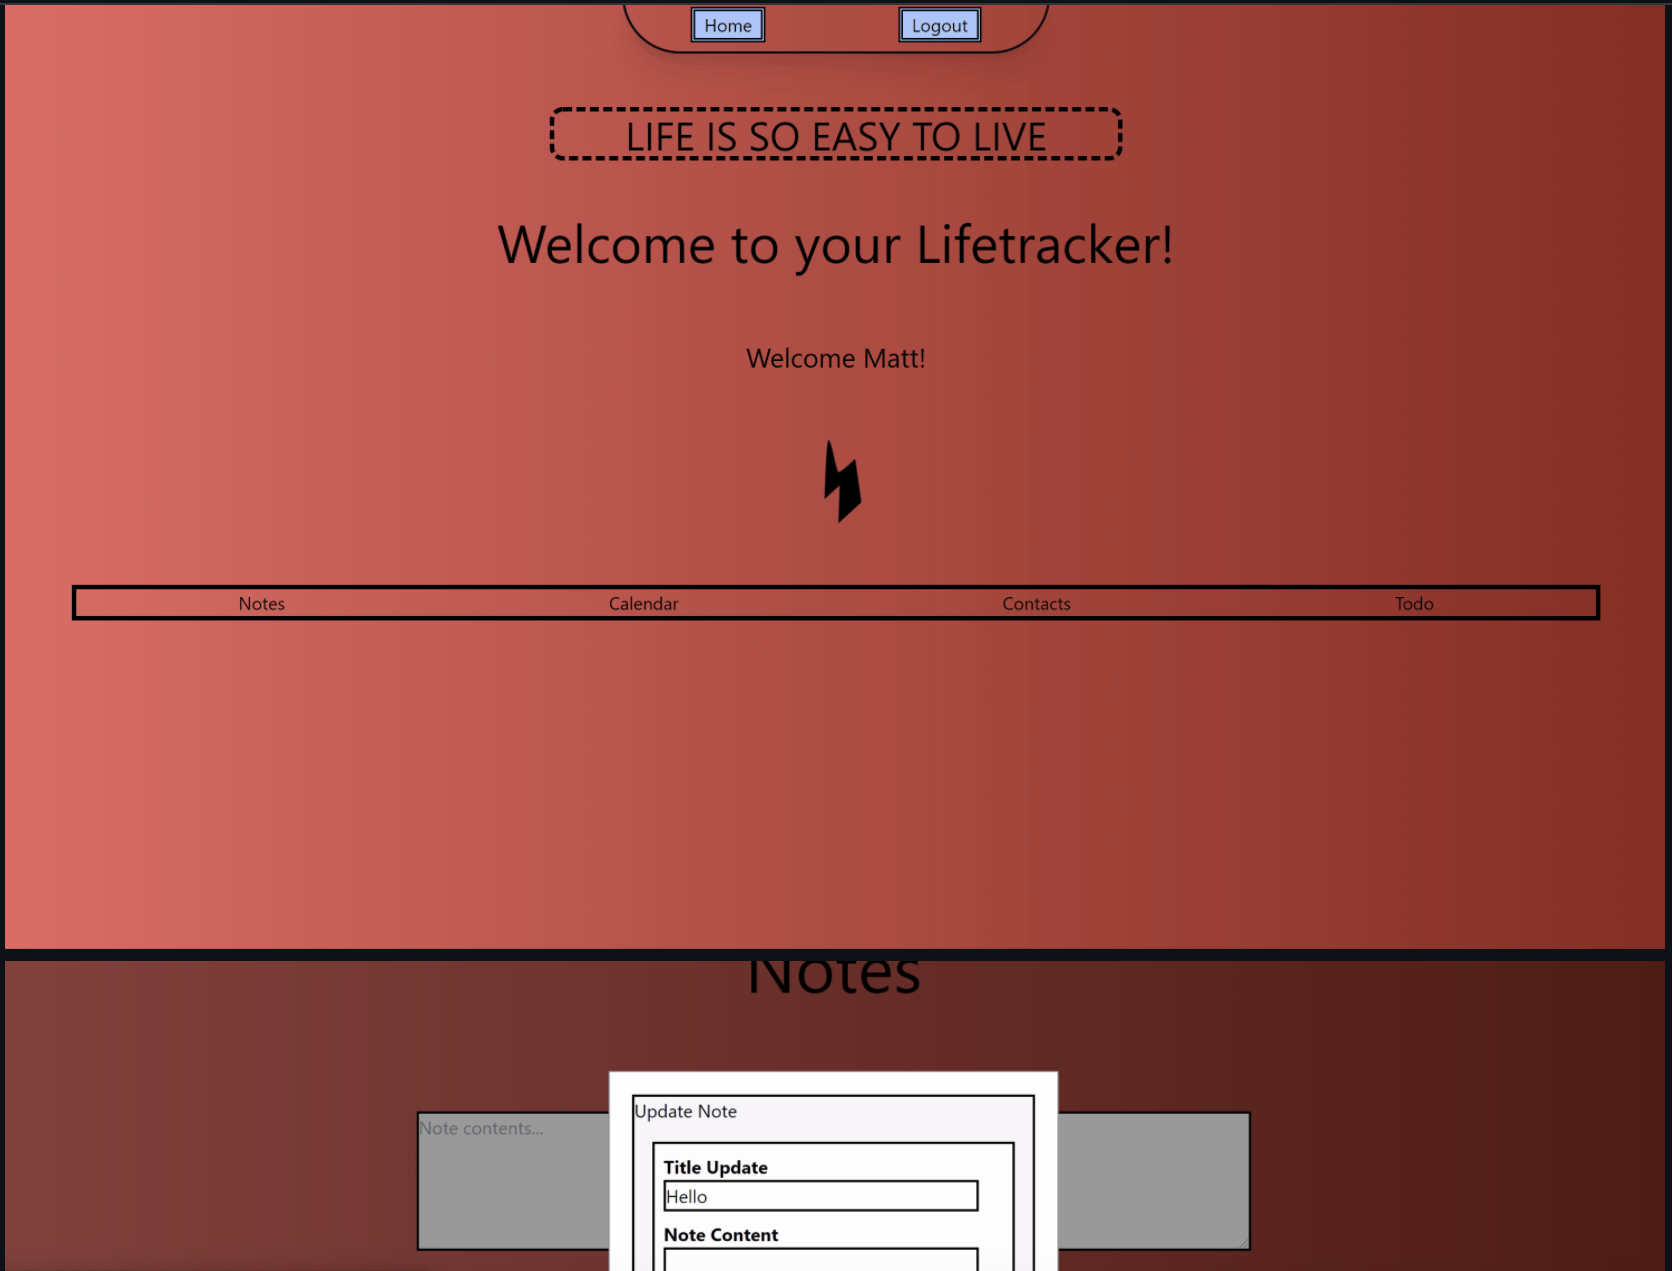 Home Logout
LIFE IS SO EASY TO LIVE
Welcome to your Lifetracker!
Welcome Matt!
Notes Calendar Contacts Todo
Notes
Note contents...
Update Note
Title Update
Hello
Note Content